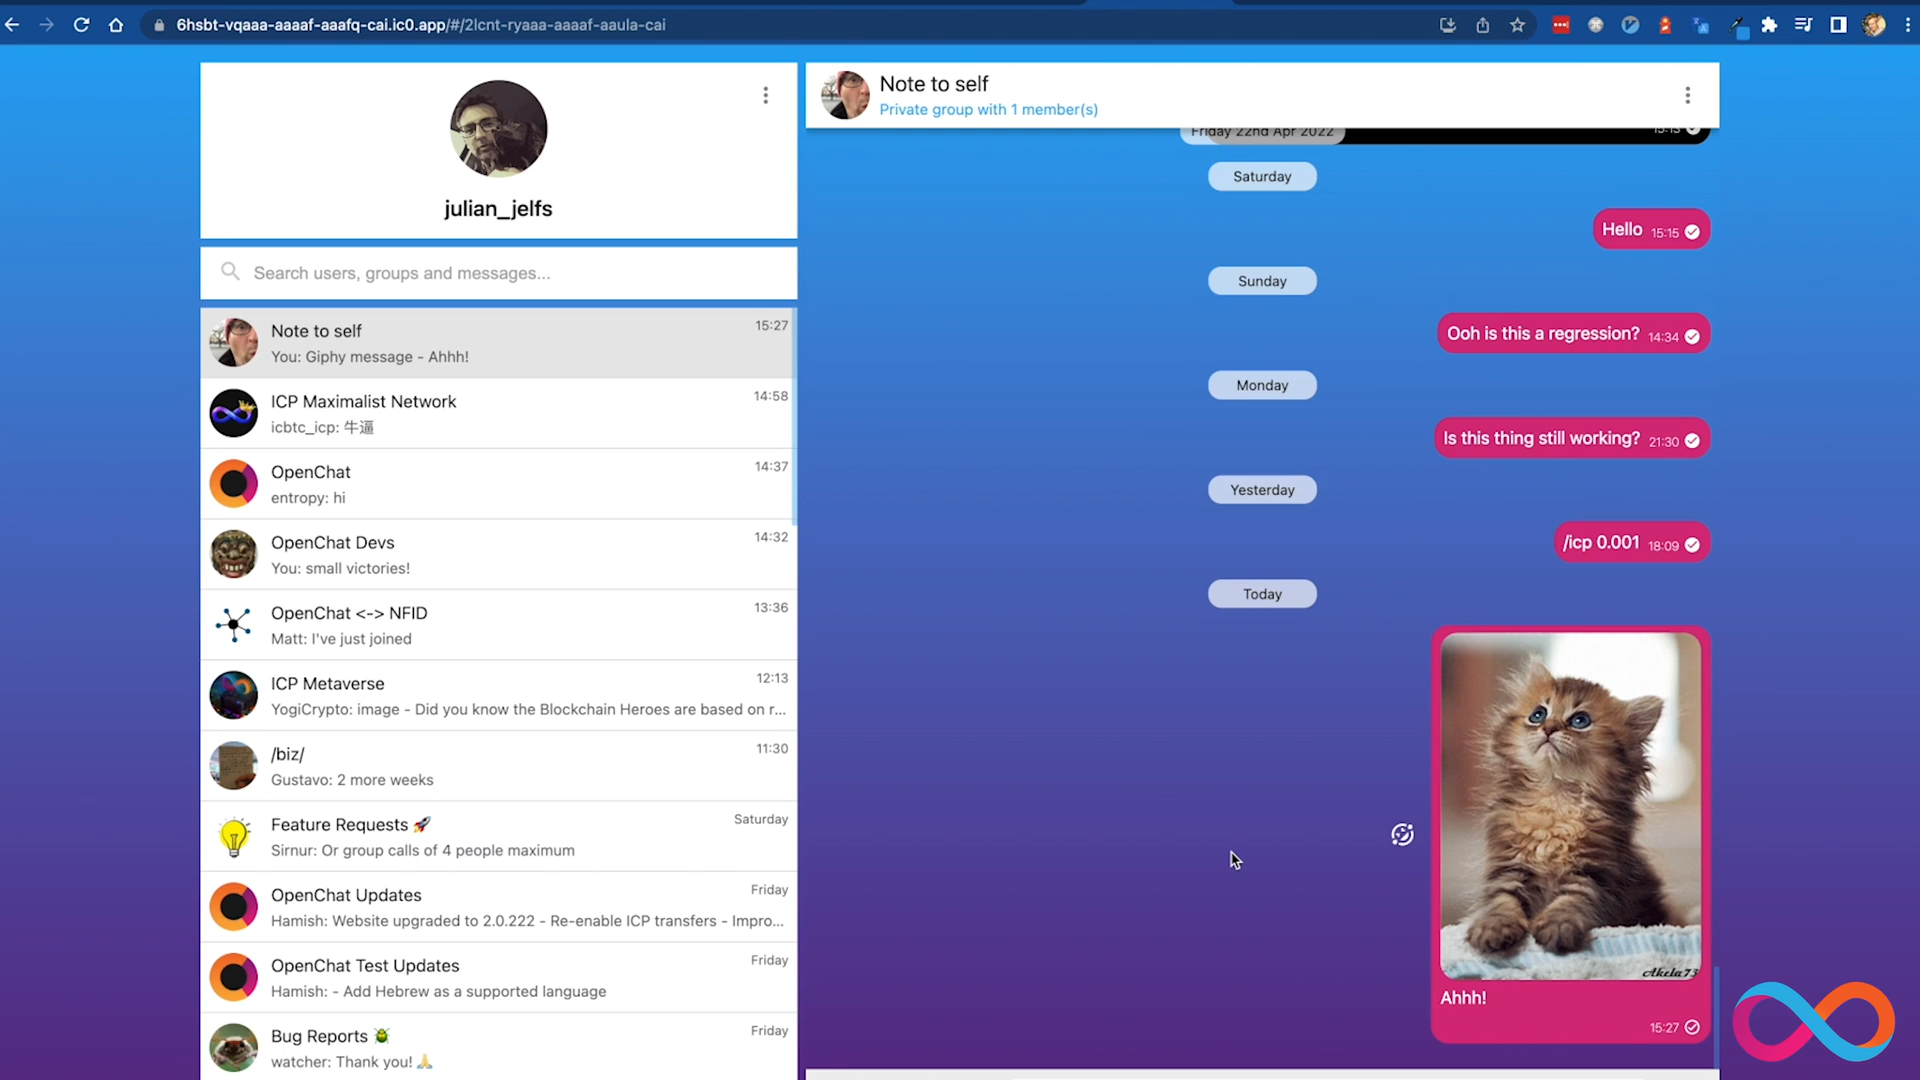 6hsbt-vqaaa-aaaaf-aaafq-cai.ic0.app/#/2lcnt-ryaaa-aaaaf-aaula-cai
julian_jelfs
Search users, groups and messages...
Note to self
15:27
You: Giphy message - Ahhh!
ICP Maximalist Network
14:58
icbtc_icp: 牛逼
OpenChat
14:37
entropy: hi
OpenChat Devs
14:32
You: small victories!
OpenChat <-> NFID
13:36
Matt: I've just joined
ICP Metaverse
12:13
YogiCrypto: image - Did you know the Blockchain Heroes are based on r...
/biz/
11:30
Gustavo: 2 more weeks
Feature Requests 🚀
Saturday
Sirnur: Or group calls of 4 people maximum
OpenChat Updates
Friday
Hamish: Website upgraded to 2.0.222 - Re-enable ICP transfers - Impro...
OpenChat Test Updates
Friday
Hamish: - Add Hebrew as a supported language
Bug Reports 🪲
Friday
watcher: Thank you! 🙏
Note to self
Private group with 1 member(s)
Friday 22nd Apr 2022
15:13
Saturday
Hello 15:15
Sunday
Ooh is this a regression? 14:34
Monday
Is this thing still working? 21:30
Yesterday
/icp 0.001 18:09
Today
Akela73
Ahhh!
15:27